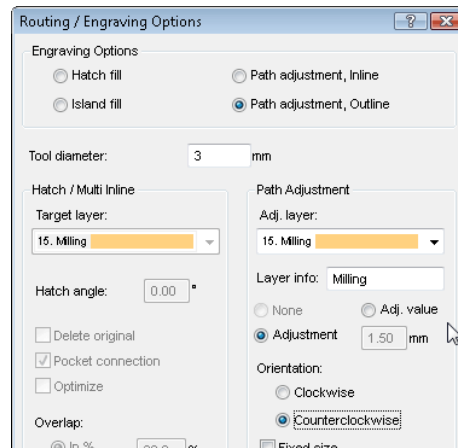 Routing / Engraving Options
Engraving Options
Hatch fill
Path adjustment, Inline
Island fill
Path adjustment, Outline
Tool diameter: 3 mm
Hatch / Multi Inline
Path Adjustment
Target layer:
Adj. layer:
15. Milling
15. Milling
Layer info: Milling
Hatch angle: 0.00 °
None
Adj. value
Delete original
Adjustment 1.50 mm
Pocket connection
Orientation:
Optimize
Clockwise
Counterclockwise
Overlap:
Fixed size
In %
%